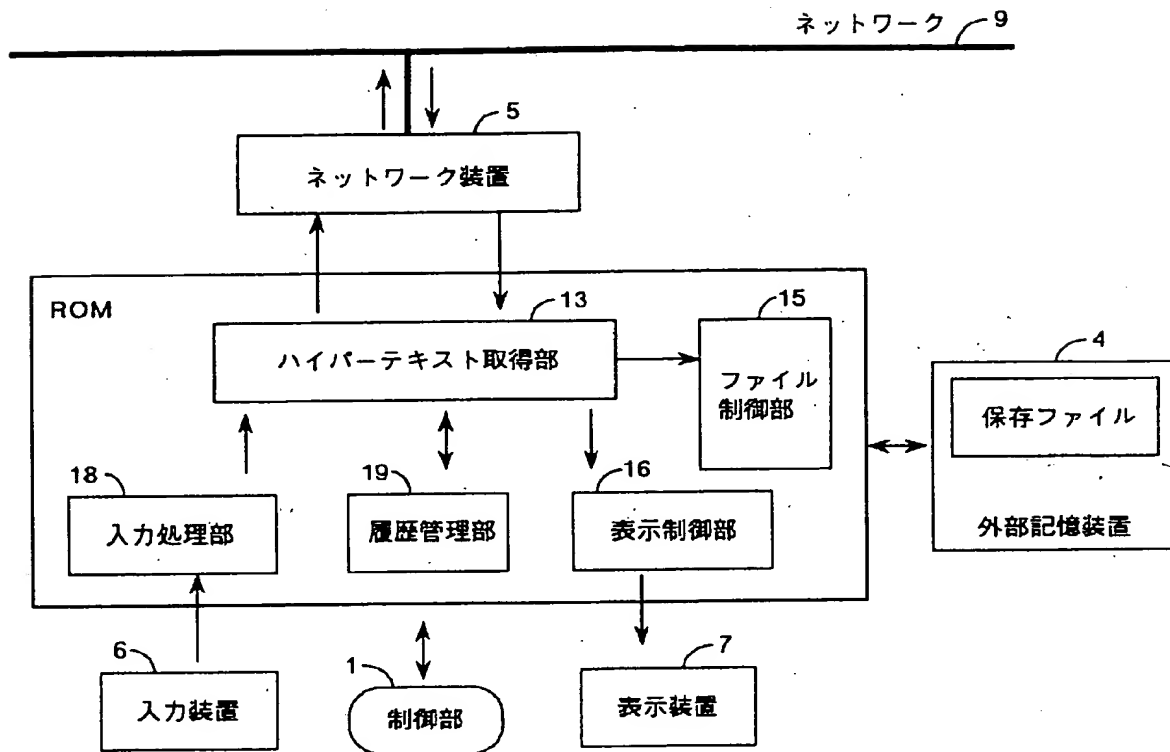 ネットワーク 9
5
ネットワーク装置
ROM
13
ハイパーテキスト取得部
15
ファイル
制御部
4
保存ファイル
外部記憶装置
18
入力処理部
19
履歴管理部
16
表示制御部
6
入力装置
1
制御部
7
表示装置